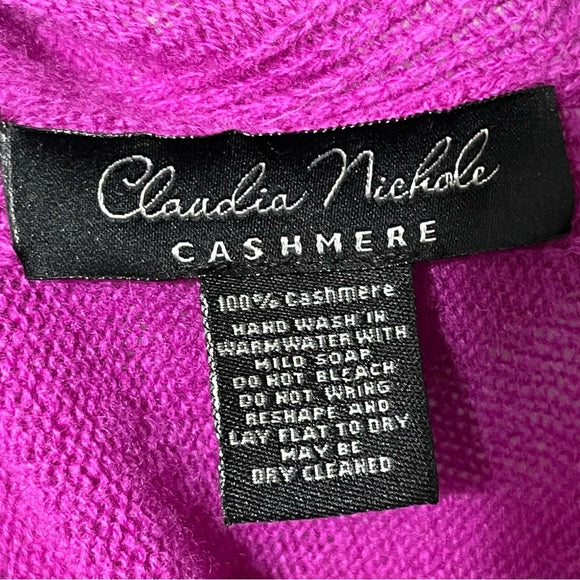 Claudia Nichole
CASHMERE
100% Cashmere
HAND WASH IN
WARMWATER WITH
MILD SOAP
DO NOT BLEACH
DO NOT WRING
RESHAPE AND
LAY FLAT TO DRY
MAY BE
DRY CLEANED